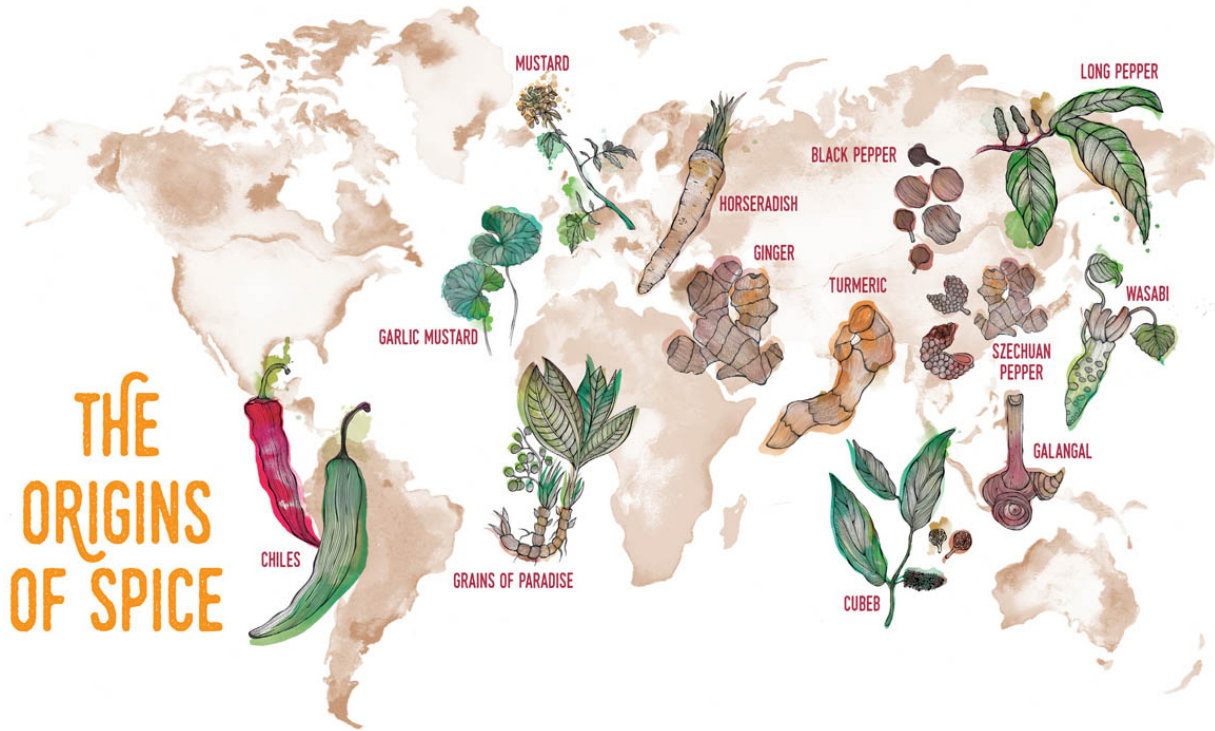 MUSTARD
LONG PEPPER
BLACK PEPPER
HORSERADISH
GINGER
TURMERIC
WASABI
GARLIC MUSTARD
SZECHUAN
PEPPER
THE
ORIGINS
OF SPICE
GALANGAL
CHILES
GRAINS OF PARADISE
CUBEB